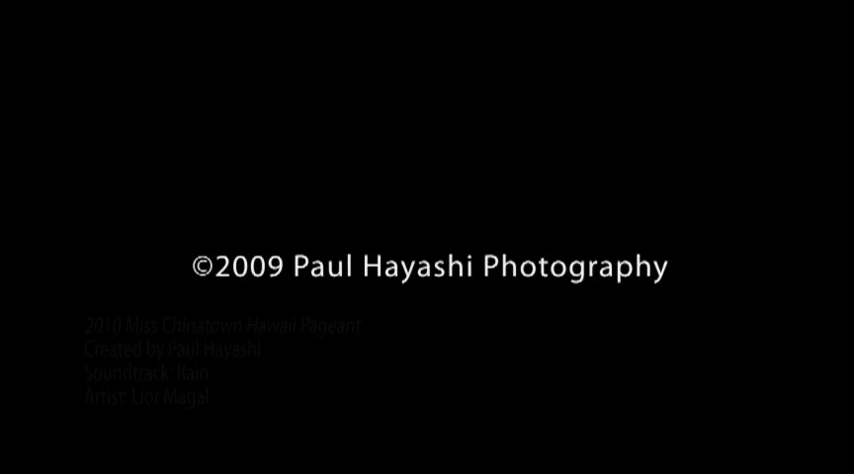 ©2009 Paul Hayashi Photography
2010 Miss Chinatown Hawaii Pageant
Created by Paul Hayashi
Soundtrack: Rain
Artist: Lior Magal